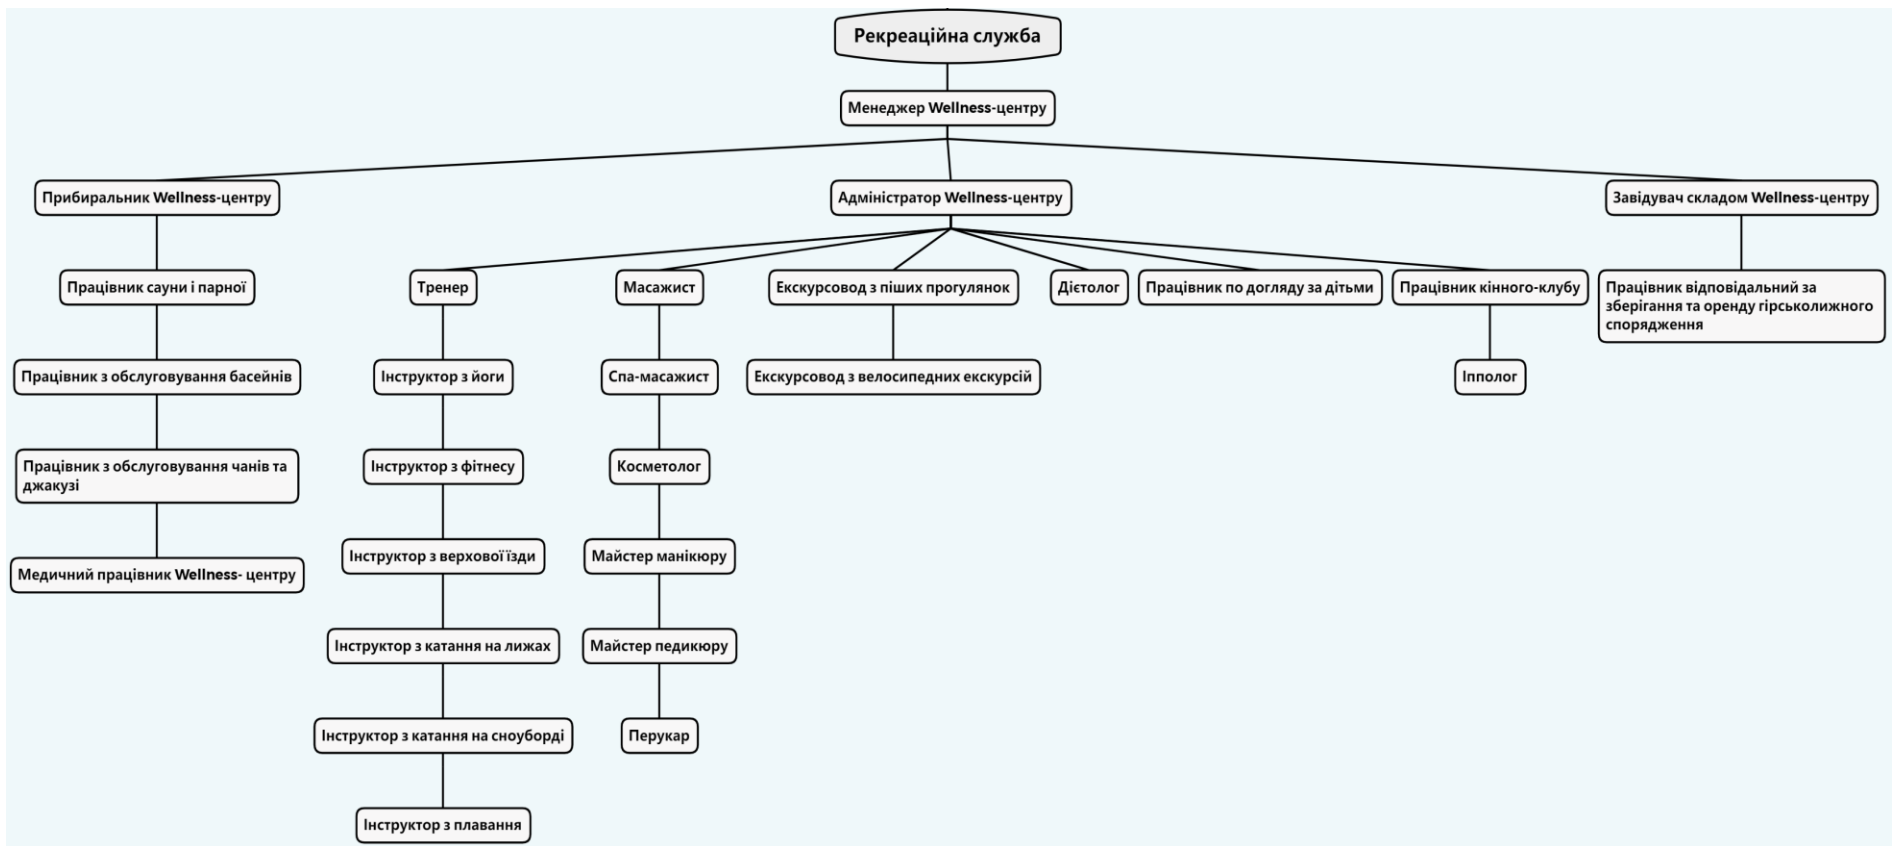 Рекреаційна служба
Менеджер Wellness-центру
Прибиральник Wellness-центру
Адміністратор Wellness-центру
Завідувач складом Wellness-центру
Працівник сауни і парної
Тренер
Масажист
Екскурсовод з піших прогулянок
Дієтолог
Працівник по догляду за дітьми
Працівник кінного-клубу
Працівник відповідальний за
зберігання та оренду гірськолижного
спорядження
Працівник з обслуговування басейнів
Інструктор з йоги
Спа-масажист
Екскурсовод з велосипедних екскурсій
Іпполог
Працівник з обслуговування чанів та
джакузі
Інструктор з фітнесу
Косметолог
Медичний працівник Wellness- центру
Інструктор з верхової їзди
Майстер манікюру
Інструктор з катання на лижах
Майстер педикюру
Інструктор з катання на сноуборді
Перукар
Інструктор з плавання